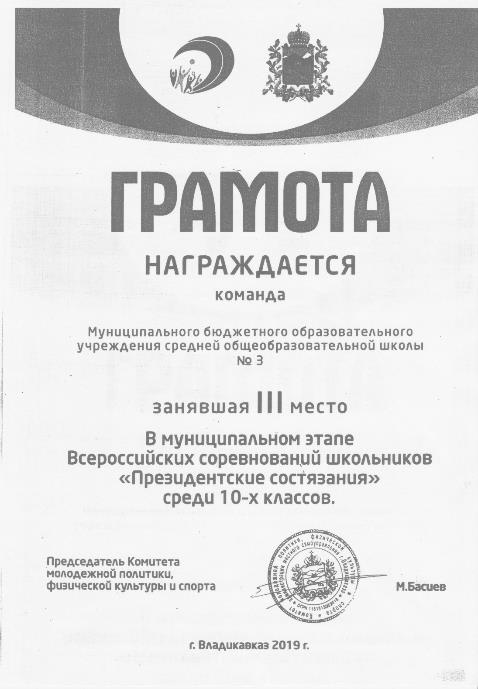 ГРАМОТА
НАГРАЖДАЕТСЯ
команда
Муниципального бюджетного образовательного
учреждения средней общеобразовательной школы
№ 3
занявшая III место
В муниципальном этапе
Всероссийских соревнований школьников
«Президентские состязания»
среди 10-х классов.
Председатель Комитета
молодежной политики,
физической культуры и спорта
М.Басиев
г. Владикавказ 2019 г.